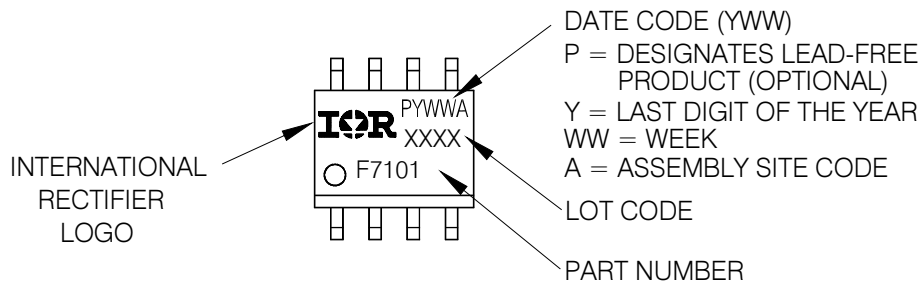 DATE CODE (YWW)
P = DESIGNATES LEAD-FREE
PRODUCT (OPTIONAL)
Y = LAST DIGIT OF THE YEAR
WW = WEEK
A = ASSEMBLY SITE CODE
LOT CODE
PART NUMBER
INTERNATIONAL
RECTIFIER
LOGO
IOR
PYWWA
XXXX
F7101